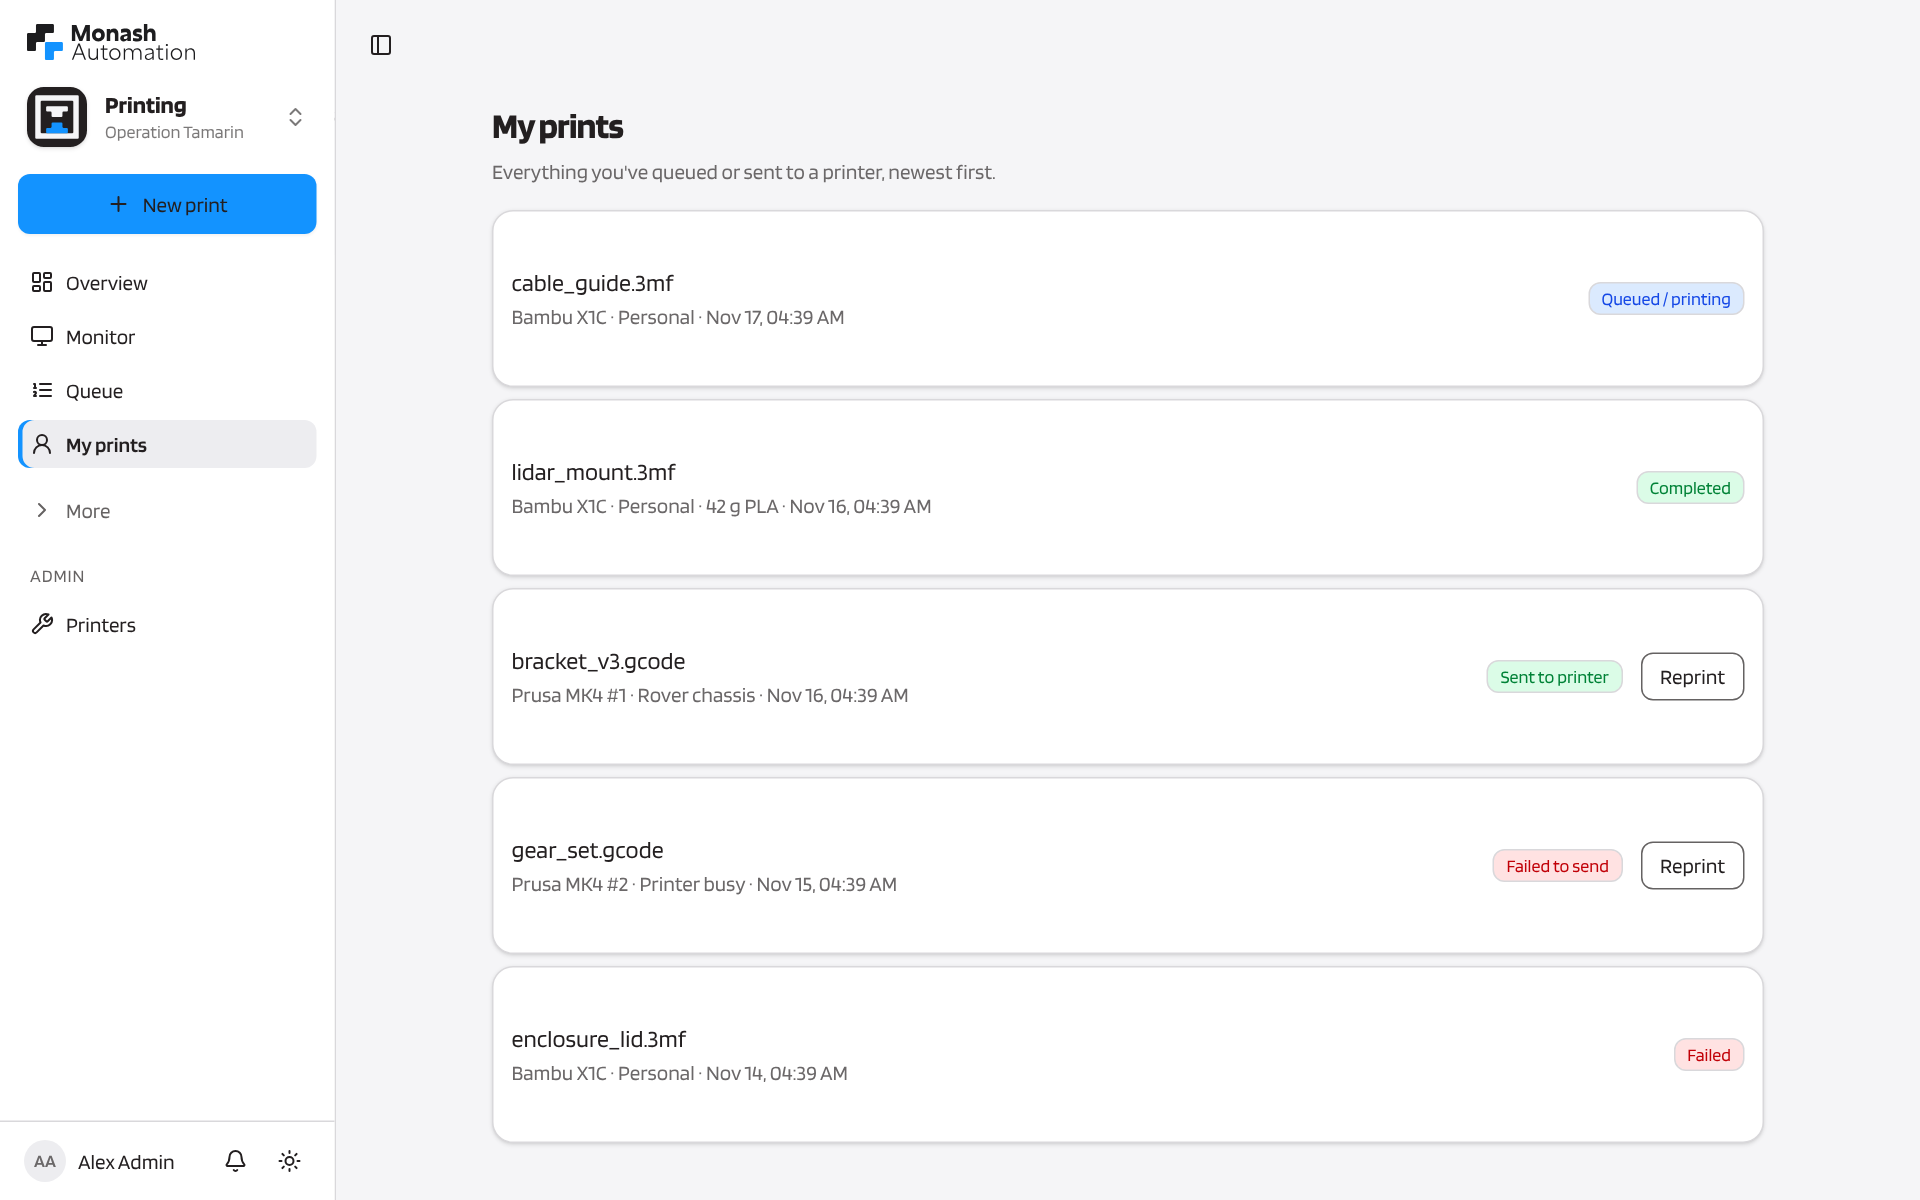 Monash
Automation
Printing
Operation Tamarin
New print
Overview
Monitor
Queue
My prints
More
ADMIN
Printers
AA
Alex Admin
My prints
Everything you've queued or sent to a printer, newest first.
cable_guide.3mf
Bambu X1C · Personal · Nov 17, 04:39 AM
Queued / printing
lidar_mount.3mf
Bambu X1C · Personal · 42 g PLA · Nov 16, 04:39 AM
Completed
bracket_v3.gcode
Prusa MK4 #1 · Rover chassis · Nov 16, 04:39 AM
Sent to printer
Reprint
gear_set.gcode
Prusa MK4 #2 · Printer busy · Nov 15, 04:39 AM
Failed to send
Reprint
enclosure_lid.3mf
Bambu X1C · Personal · Nov 14, 04:39 AM
Failed